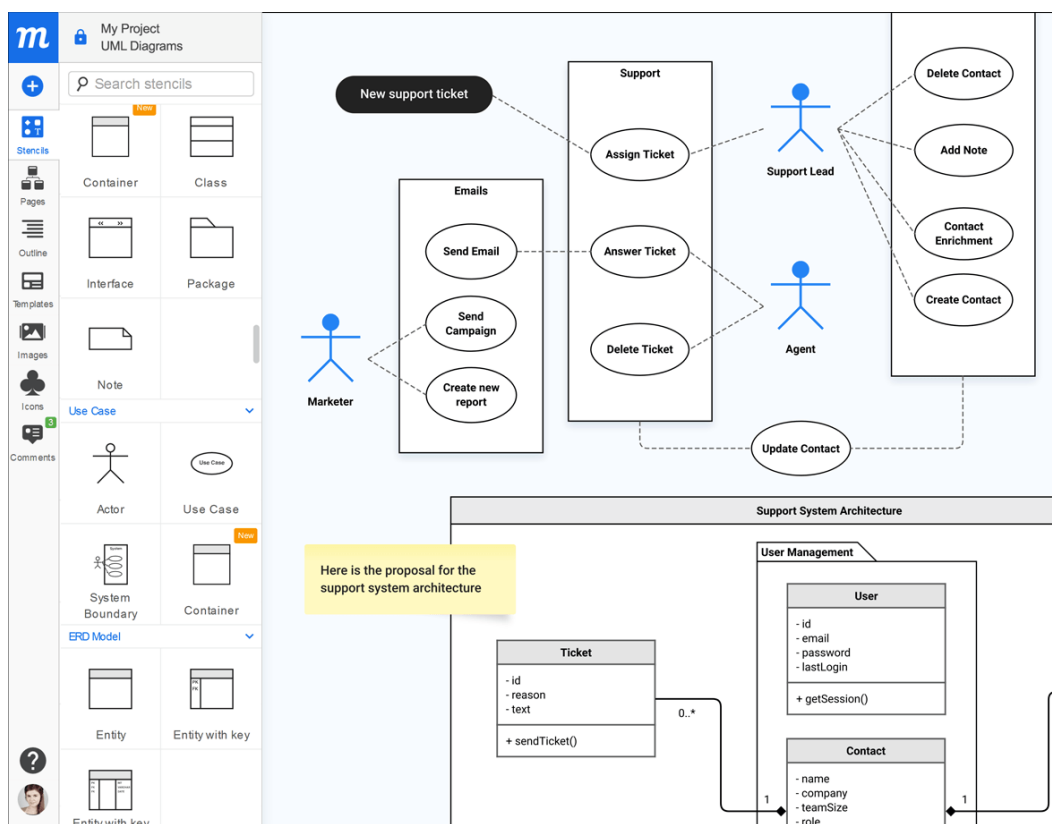 m
My Project
UML Diagrams
Search stencils
Stencils
Pages
Outline
Templates
Images
Icons
3
Comments
?
New
Container
Class
<< >>
Interface
Package
Note
Use Case
Actor
Use Case
Use Case
System
System
Boundary
New
Container
ERD Model
Entity
Entity with key
Entity with key
New support ticket
Support
Assign Ticket
Answer Ticket
Delete Ticket
Emails
Send Email
Send
Campaign
Create new
report
Marketer
Support Lead
Agent
Delete Contact
Add Note
Contact
Enrichment
Create Contact
Update Contact
Support System Architecture
Here is the proposal for the
support system architecture
User Management
User
- id
- email
- password
- lastLogin
+ getSession()
Ticket
- id
- reason
- text
+ sendTicket()
0..*
Contact
- name
- company
- teamSize
- role
1
1